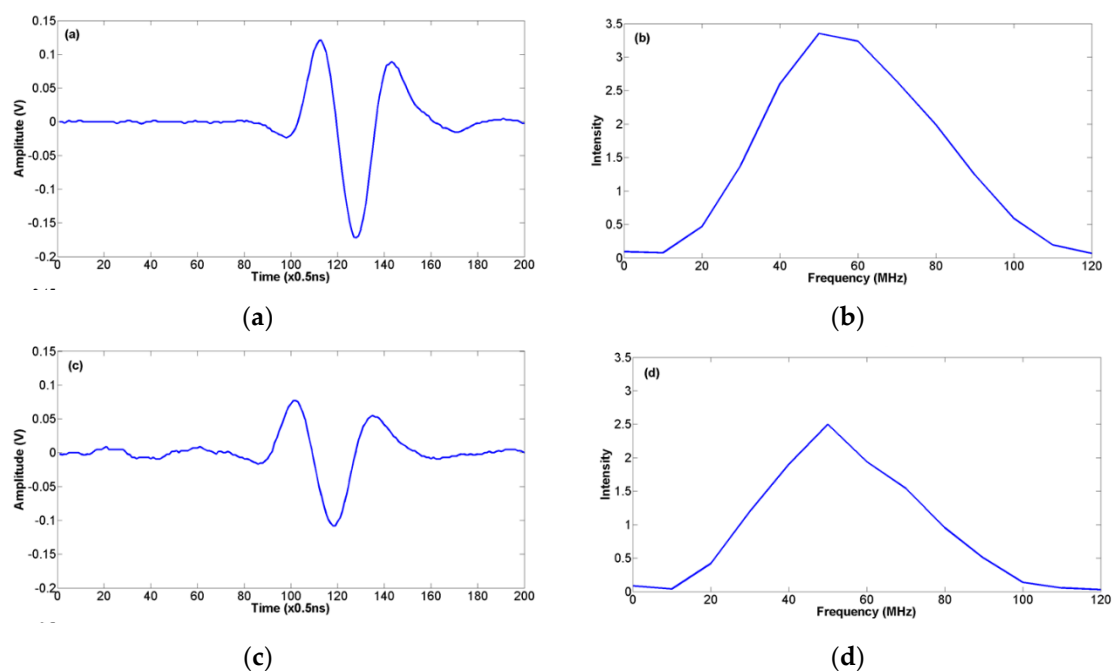 (a)
Amplitute (V)
0.15
0.1
0.05
0
-0.05
-0.1
-0.15
-0.2
0 20 40 60 80 100 120 140 160 180 200
Time (x0.5ns)
(b)
Intensity
3.5
3
2.5
2
1.5
1
0.5
0
0 20 40 60 80 100 120
Frequency (MHz)
(a)
(b)
(c)
Amplitude (V)
0.15
0.1
0.05
0
-0.05
-0.1
-0.15
-0.2
0 20 40 60 80 100 120 140 160 180 200
Time (x0.5ns)
(d)
Intensity
3.5
3
2.5
2
1.5
1
0.5
0
0 20 40 60 80 100 120
Frequency (MHz)
(c)
(d)